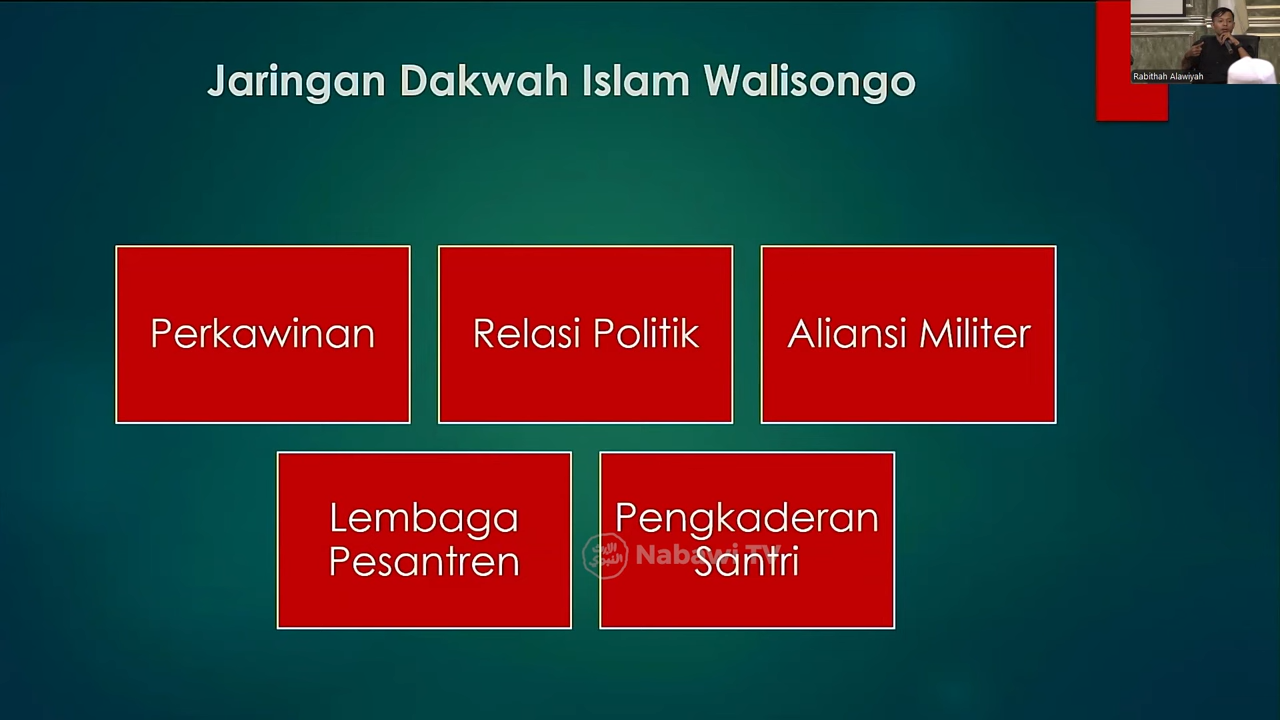 Jaringan Dakwah Islam Walisongo
Rabithah Alawiyah
Perkawinan
Relasi Politik
Aliansi Militer
Lembaga
Pesantren
Pengkaderan
Santri
Nabawi TV